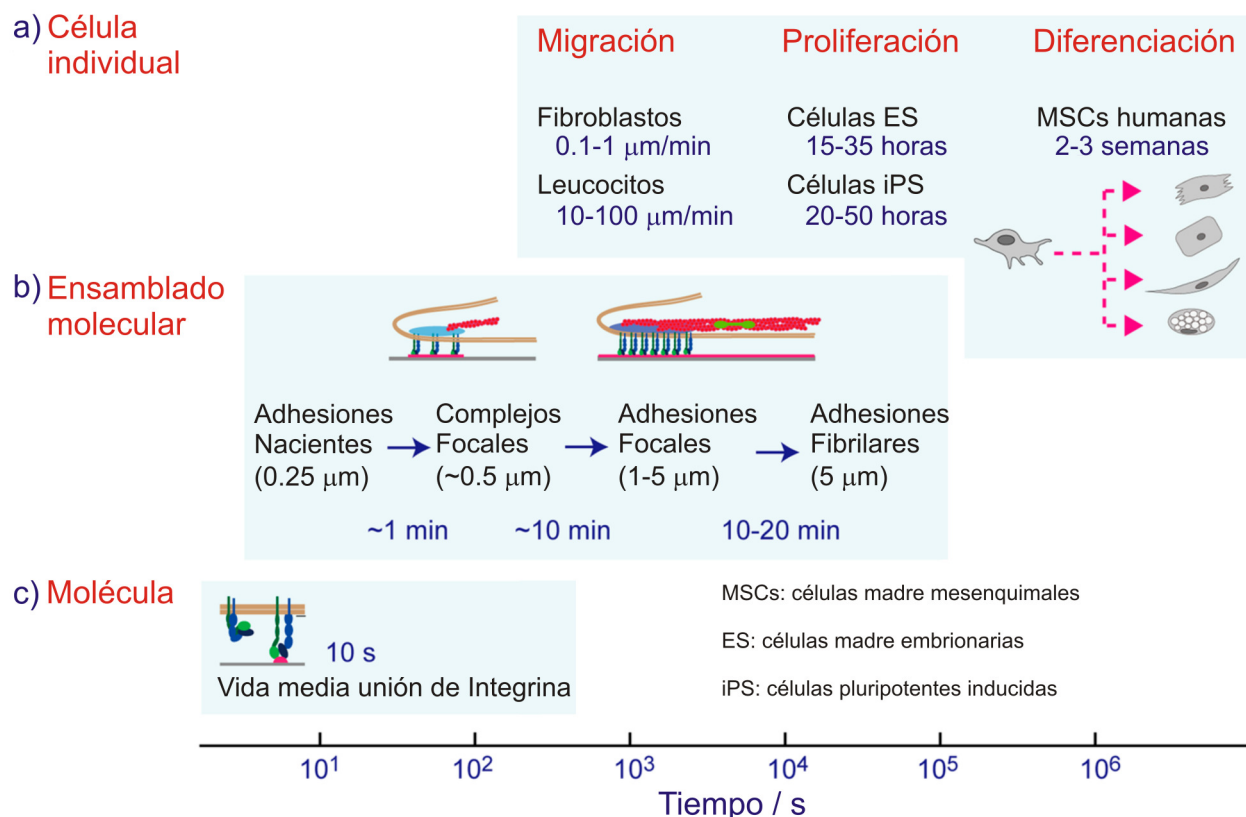 a) Célula
individual
Migración
Proliferación
Diferenciación
Fibroblastos
0.1-1 μm/min
Leucocitos
10-100 μm/min
Células ES
15-35 horas
Células iPS
20-50 horas
MSCs humanas
2-3 semanas
b) Ensamblado
molecular
Adhesiones
Nacientes
(0.25 μm)
Complejos
Focales
(~0.5 μm)
Adhesiones
Focales
(1-5 μm)
Adhesiones
Fibrilares
(5 μm)
~1 min
~10 min
10-20 min
c) Molécula
10 s
Vida media unión de Integrina
MSCs: células madre mesenquimales
ES: células madre embrionarias
iPS: células pluripotentes inducidas
10¹ 10² 10³ 10⁴ 10⁵ 10⁶
Tiempo / s